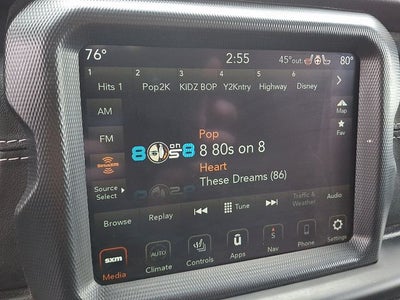 76° 2:55 45°out: 80°
1 2 3 4 5 6
Hits 1 Pop2K KIDZ BOP Y2Kntry Highway Disney
AM
Map
Fav
FM
Pop
8 80s on 8
80s on 8
SiriusXM
Heart
These Dreams (86)
Source
Select
Browse Replay Tune Traffic & Weather Audio
sxm AUTO ū S
Media Climate Controls Apps Nav Phone Settings